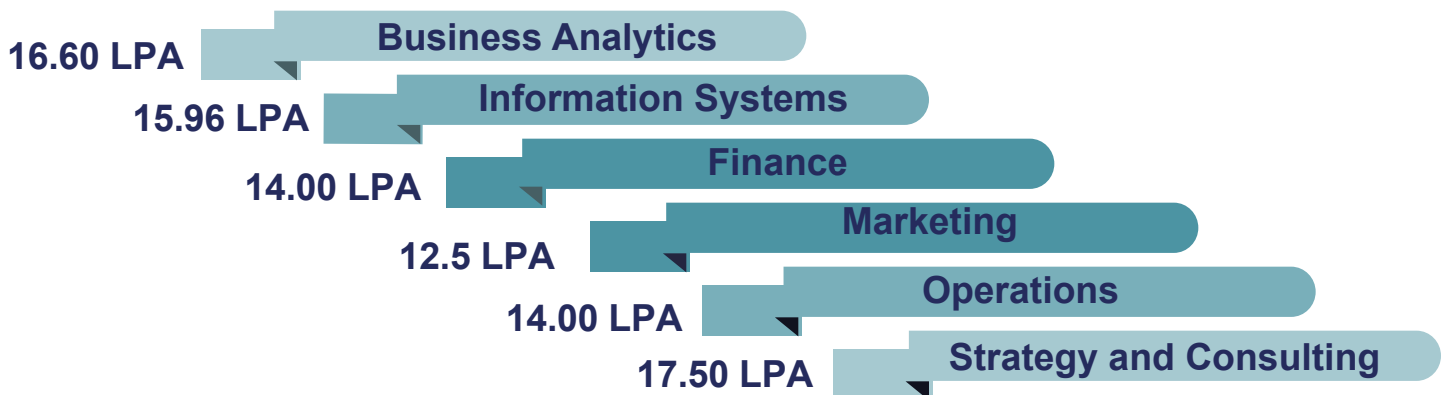 Business Analytics
16.60 LPA
Information Systems
15.96 LPA
Finance
14.00 LPA
Marketing
12.5 LPA
Operations
14.00 LPA
Strategy and Consulting
17.50 LPA